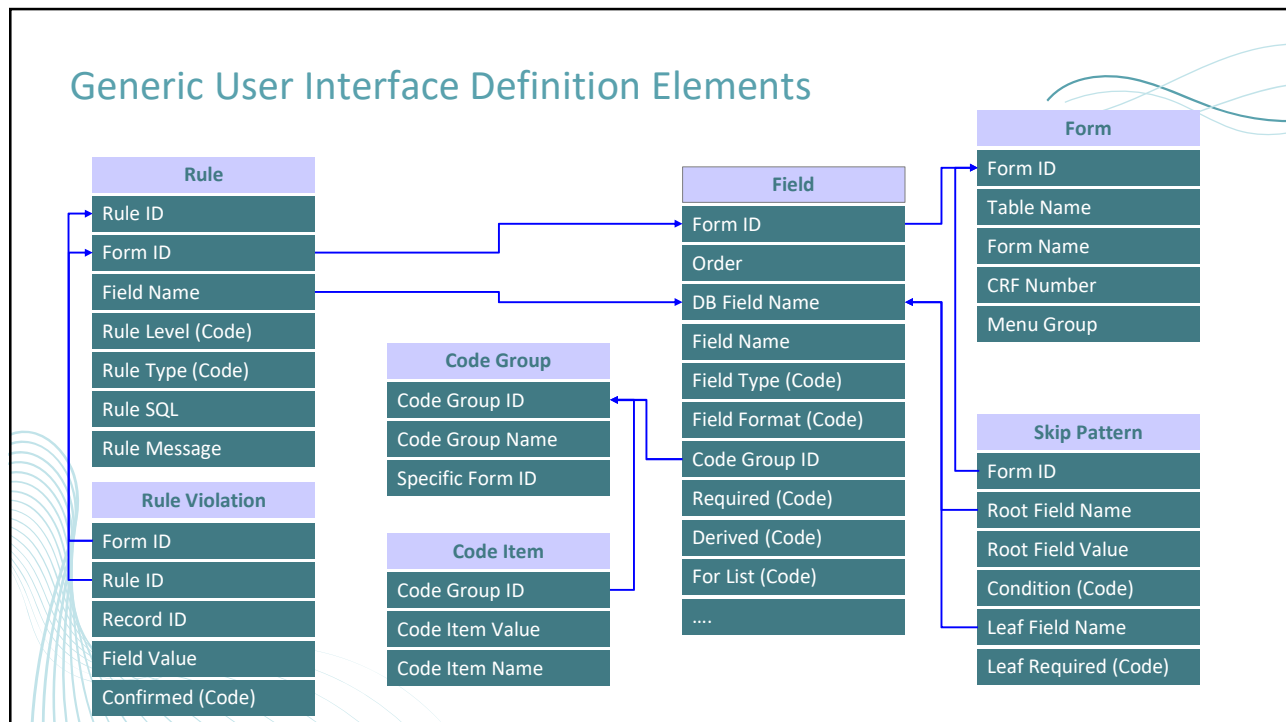 Generic User Interface Definition Elements
Rule
Rule ID
Form ID
Field Name
Rule Level (Code)
Rule Type (Code)
Rule SQL
Rule Message
Rule Violation
Form ID
Rule ID
Record ID
Field Value
Confirmed (Code)
Code Group
Code Group ID
Code Group Name
Specific Form ID
Code Item
Code Group ID
Code Item Value
Code Item Name
Field
Form ID
Order
DB Field Name
Field Name
Field Type (Code)
Field Format (Code)
Code Group ID
Required (Code)
Derived (Code)
For List (Code)
....
Form
Form ID
Table Name
Form Name
CRF Number
Menu Group
Skip Pattern
Form ID
Root Field Name
Root Field Value
Condition (Code)
Leaf Field Name
Leaf Required (Code)